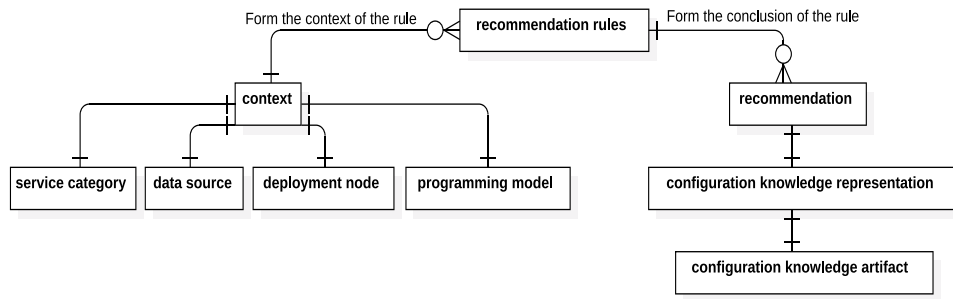 Form the context of the rule
recommendation rules
Form the conclusion of the rule
context
recommendation
service category
data source
deployment node
programming model
configuration knowledge representation
configuration knowledge artifact